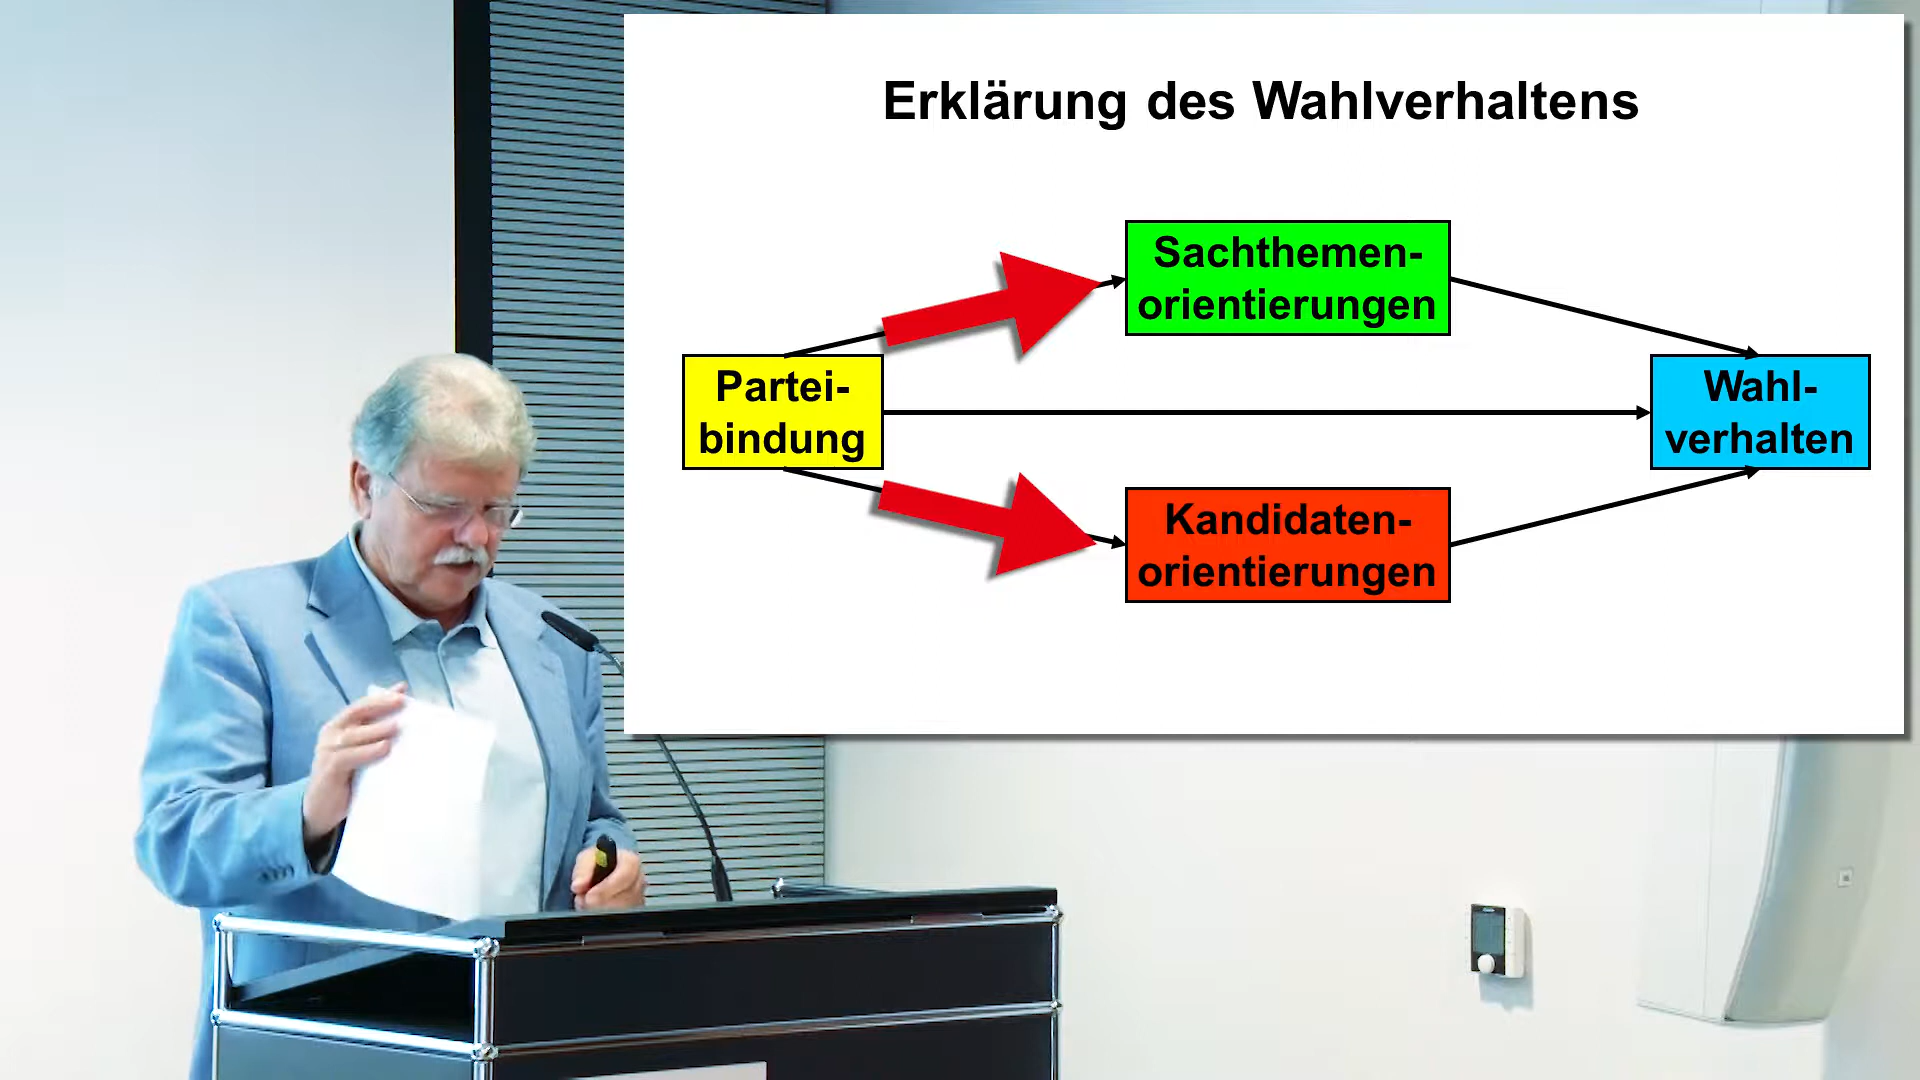 Erklärung des Wahlverhaltens
Sachthemen-
orientierungen
Partei-
bindung
Wahl-
verhalten
Kandidaten-
orientierungen